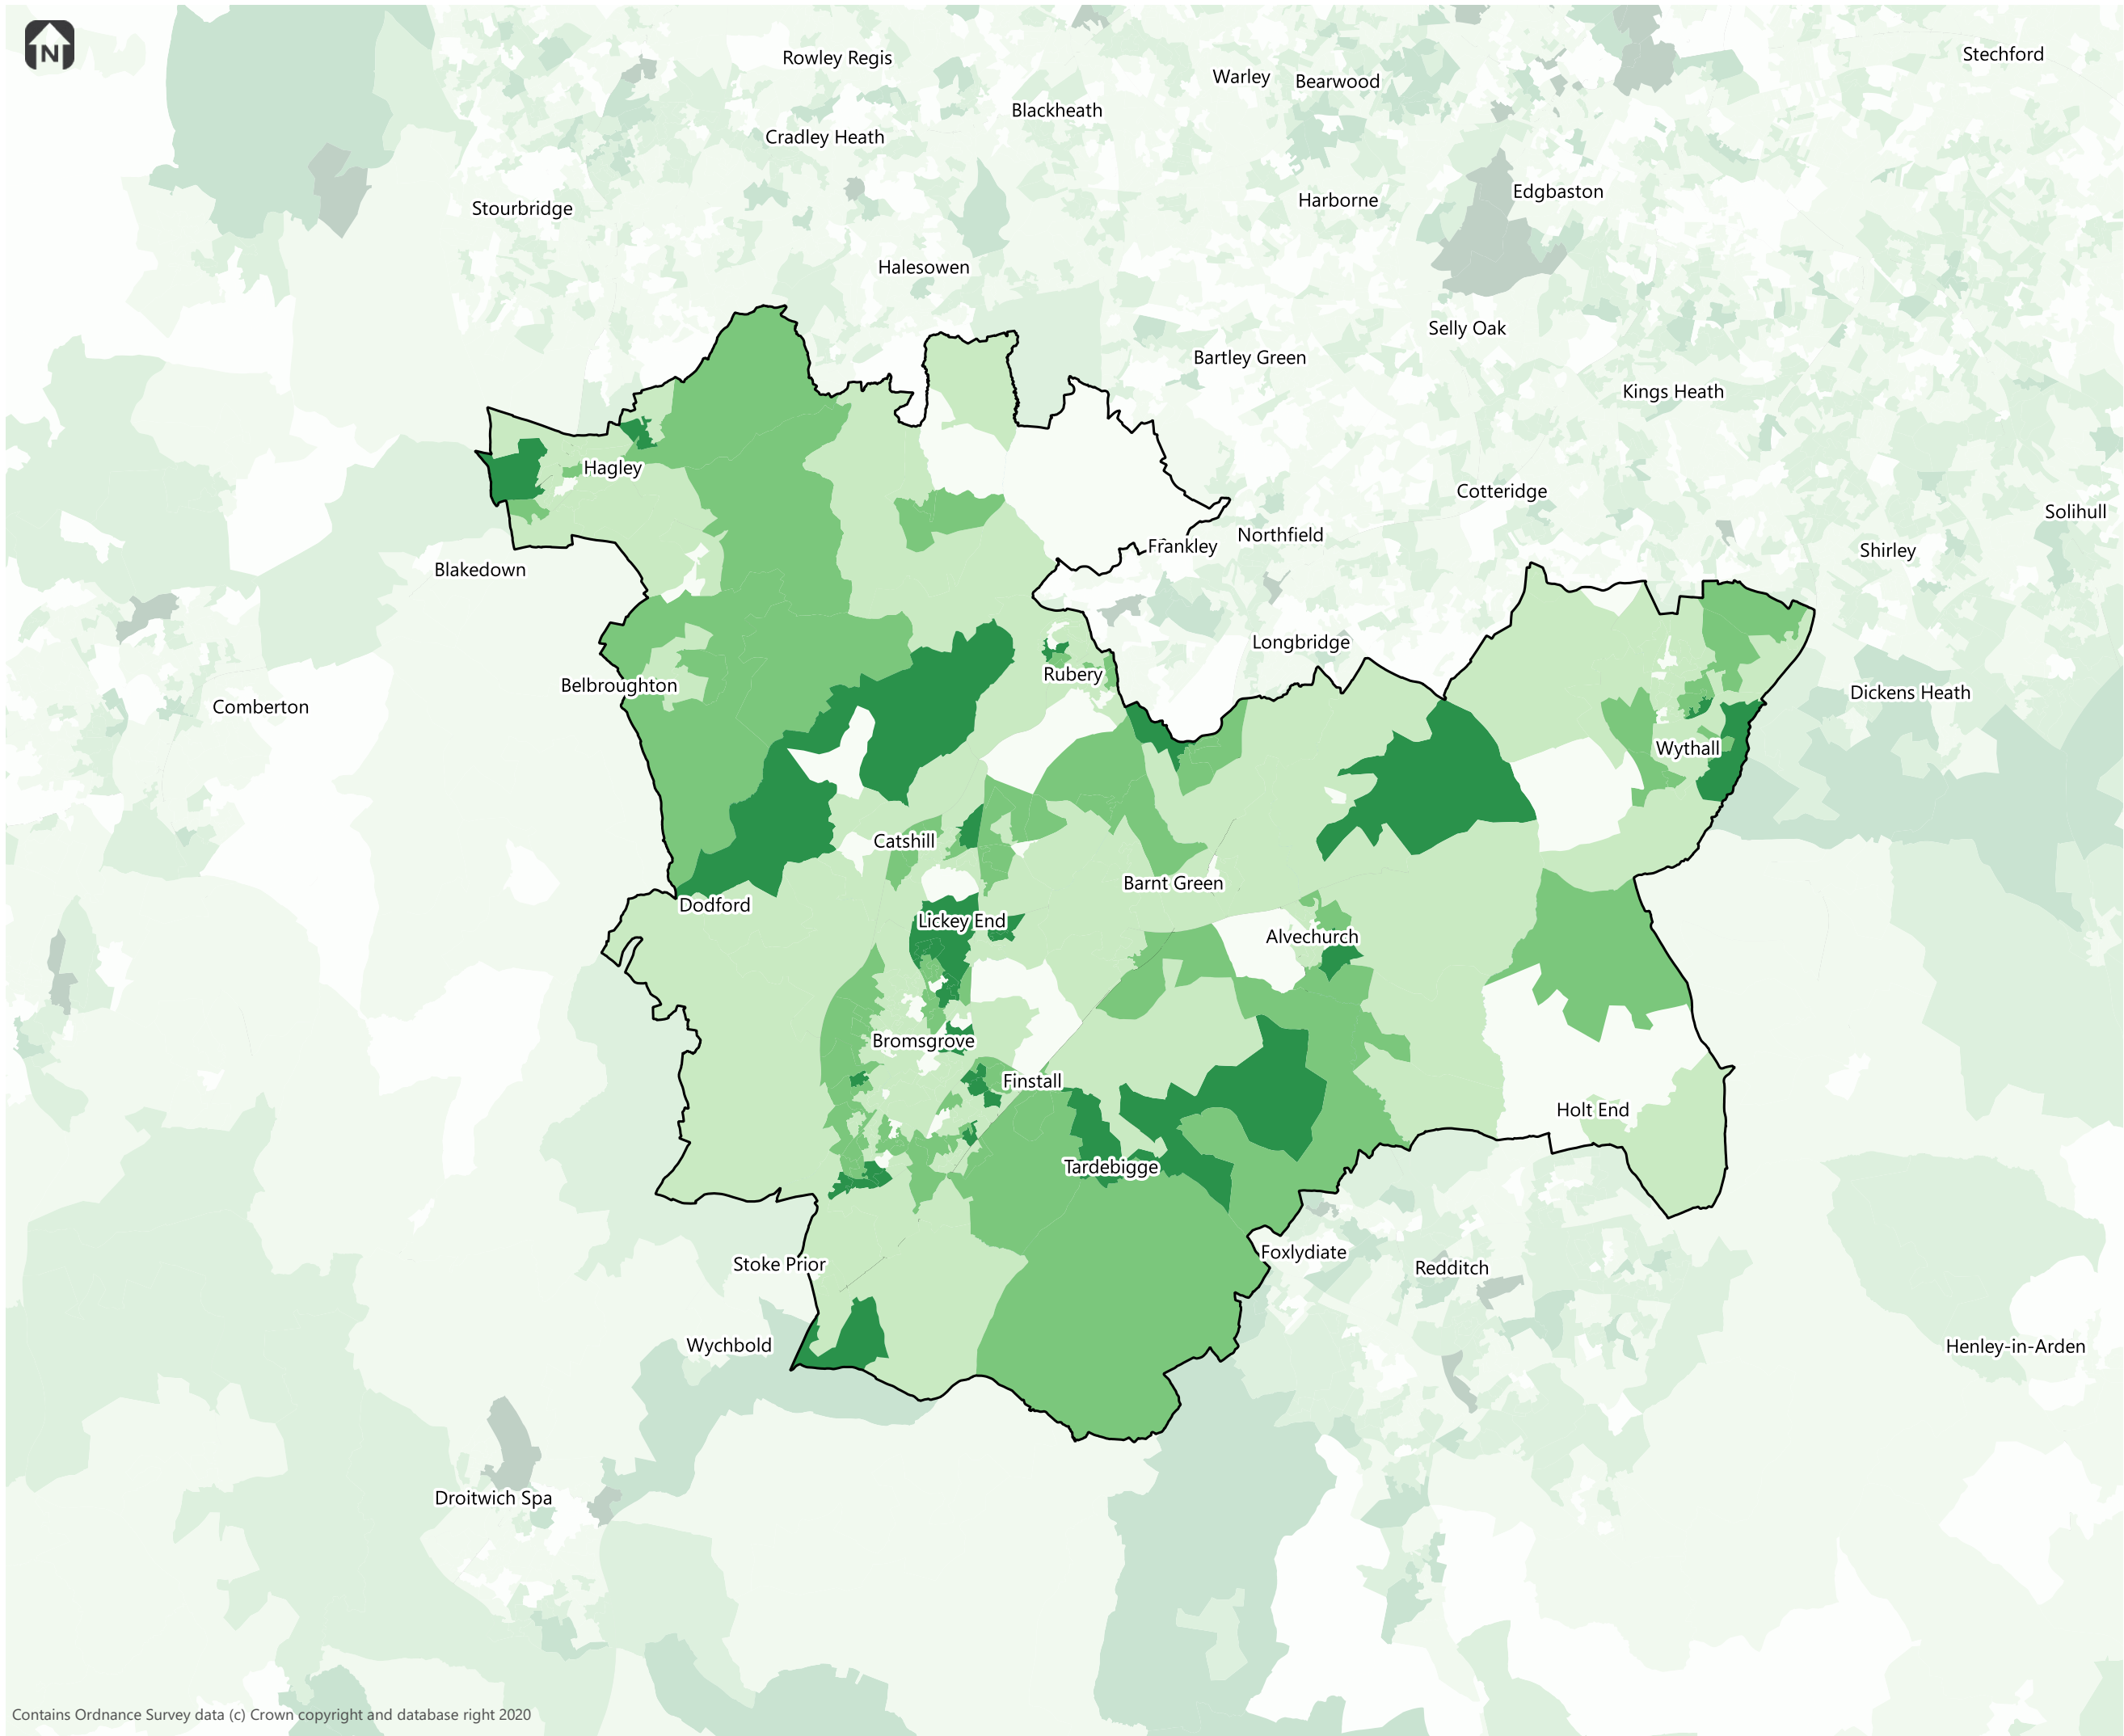 N
Stechford
Rowley Regis
Warley
Bearwood
Blackheath
Cradley Heath
Edgbaston
Harborne
Stourbridge
Halesowen
Selly Oak
Bartley Green
Kings Heath
Hagley
Cotteridge
Solihull
Northfield
Frankley
Shirley
Blakedown
Longbridge
Rubery
Belbroughton
Dickens Heath
Comberton
Wythall
Catshill
Barnt Green
Dodford
Lickey End
Alvechurch
Bromsgrove
Finstall
Holt End
Tardebigge
Foxlydiate
Stoke Prior
Redditch
Wychbold
Henley-in-Arden
Droitwich Spa
Contains Ordnance Survey data (c) Crown copyright and database right 2020